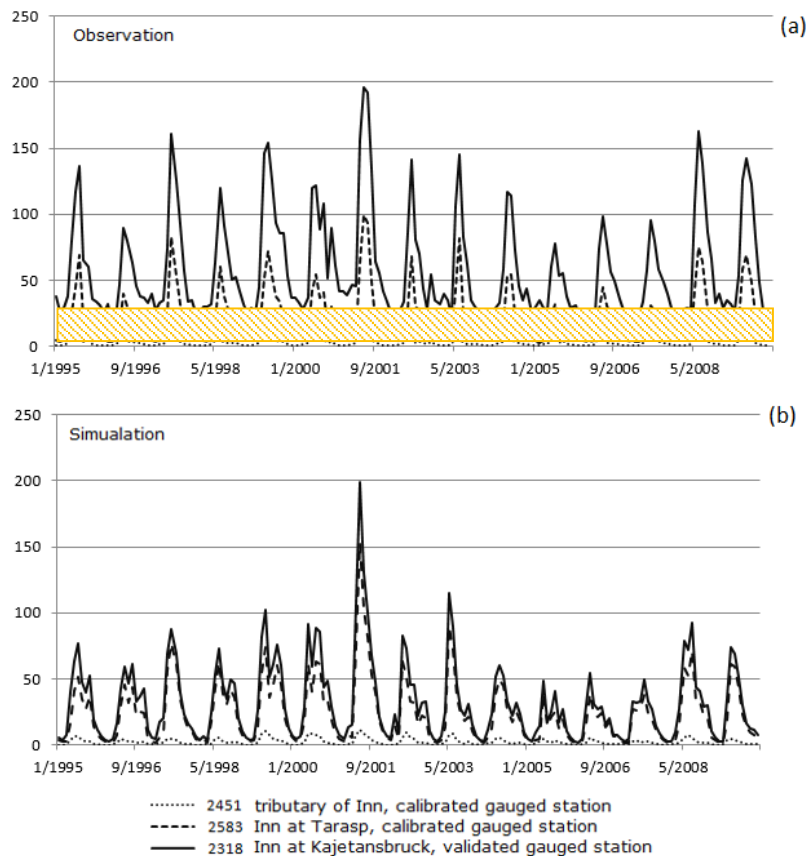 250
(a)
Observation
200
150
100
50
0
1/1995 9/1996 5/1998 1/2000 9/2001 5/2003 1/2005 9/2006 5/2008
250
(b)
Simualation
200
150
100
50
0
1/1995 9/1996 5/1998 1/2000 9/2001 5/2003 1/2005 9/2006 5/2008
2451 tributary of Inn, calibrated gauged station
2583 Inn at Tarasp, calibrated gauged station
2318 Inn at Kajetansbruck, validated gauged station